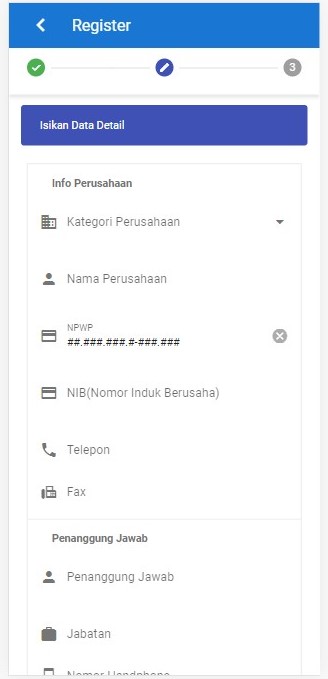 Register
3
Isikan Data Detail
Info Perusahaan
Kategori Perusahaan
Nama Perusahaan
NPWP
##.###.###.#-###.###
NIB(Nomor Induk Berusaha)
Telepon
Fax
Penanggung Jawab
Penanggung Jawab
Jabatan
Nomor Handphone